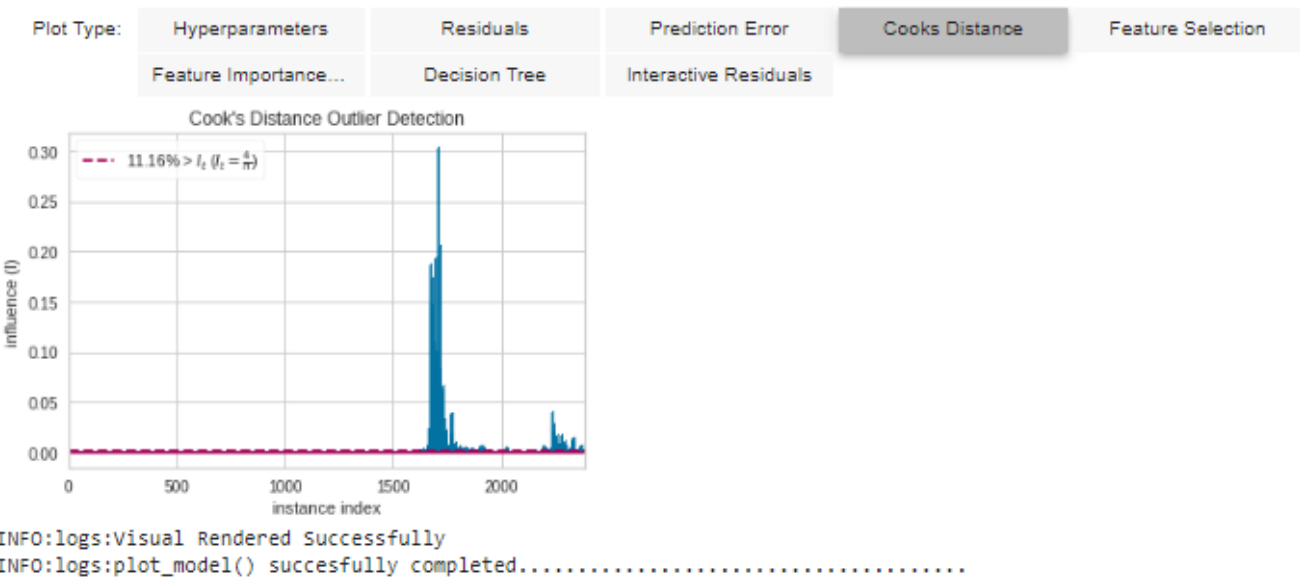 Plot Type: Hyperparameters Residuals Prediction Error Cooks Distance Feature Selection
Feature Importance... Decision Tree Interactive Residuals
Cook's Distance Outlier Detection
11.16% > I_t (I_t = 4/n)
0.30
0.25
0.20
0.15
0.10
0.05
0.00
influence (I)
0 500 1000 1500 2000
instance index
INFO:logs:Visual Rendered Successfully
INFO:logs:plot_model() succesfully completed......................................